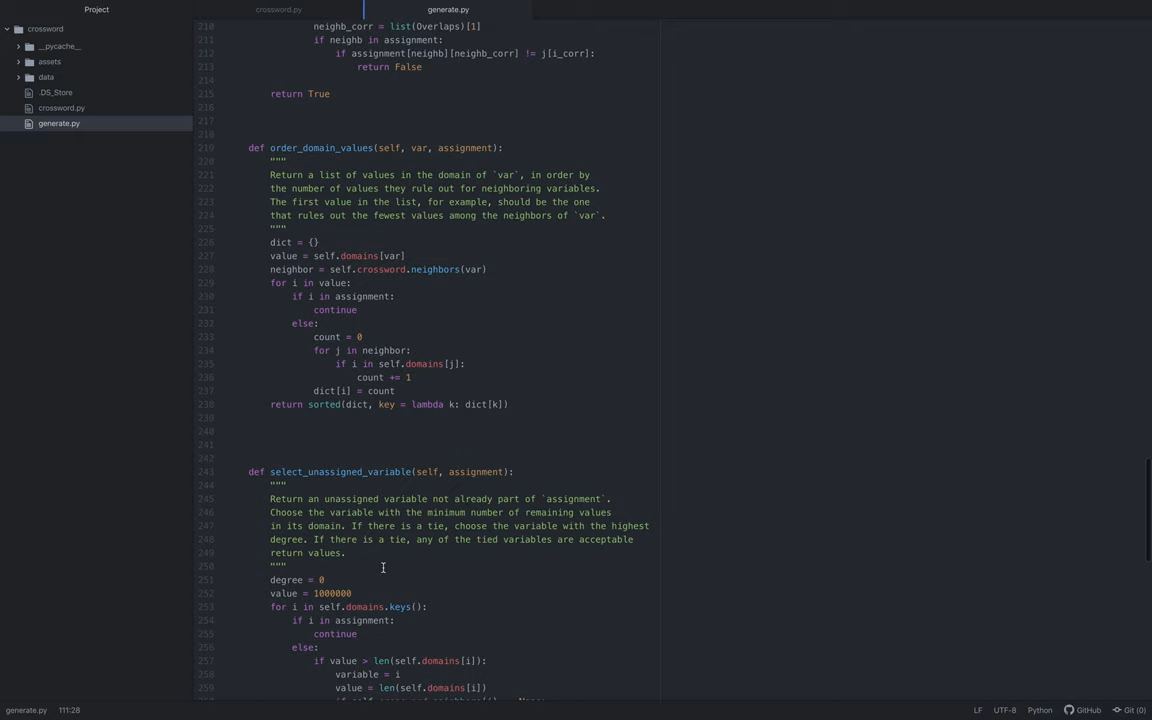 Project
crossword
__pycache__
assets
data
.DS_Store
crossword.py
generate.py
crossword.py
generate.py
210 neighb_corr = list(Overlaps)[1]
211 if neighb in assignment:
212 if assignment[neighb][neighb_corr] != j[i_corr]:
213 return False
214
215 return True
216
217
218
219 def order_domain_values(self, var, assignment):
220 """
221 Return a list of values in the domain of `var`, in order by
222 the number of values they rule out for neighboring variables.
223 The first value in the list, for example, should be the one
224 that rules out the fewest values among the neighbors of `var`.
225 """
226 dict = {}
227 value = self.domains[var]
228 neighbor = self.crossword.neighbors(var)
229 for i in value:
230 if i in assignment:
231 continue
232 else:
233 count = 0
234 for j in neighbor:
235 if i in self.domains[j]:
236 count += 1
237 dict[i] = count
238 return sorted(dict, key = lambda k: dict[k])
239
240
241
242
243 def select_unassigned_variable(self, assignment):
244 """
245 Return an unassigned variable not already part of `assignment`.
246 Choose the variable with the minimum number of remaining values
247 in its domain. If there is a tie, choose the variable with the highest
248 degree. If there is a tie, any of the tied variables are acceptable
249 return values.
250 """
251 degree = 0
252 value = 1000000
253 for i in self.domains.keys():
254 if i in assignment:
255 continue
256 else:
257 if value > len(self.domains[i]):
258 variable = i
259 value = len(self.domains[i])
generate.py 111:28 LF UTF-8 Python GitHub Git (0)